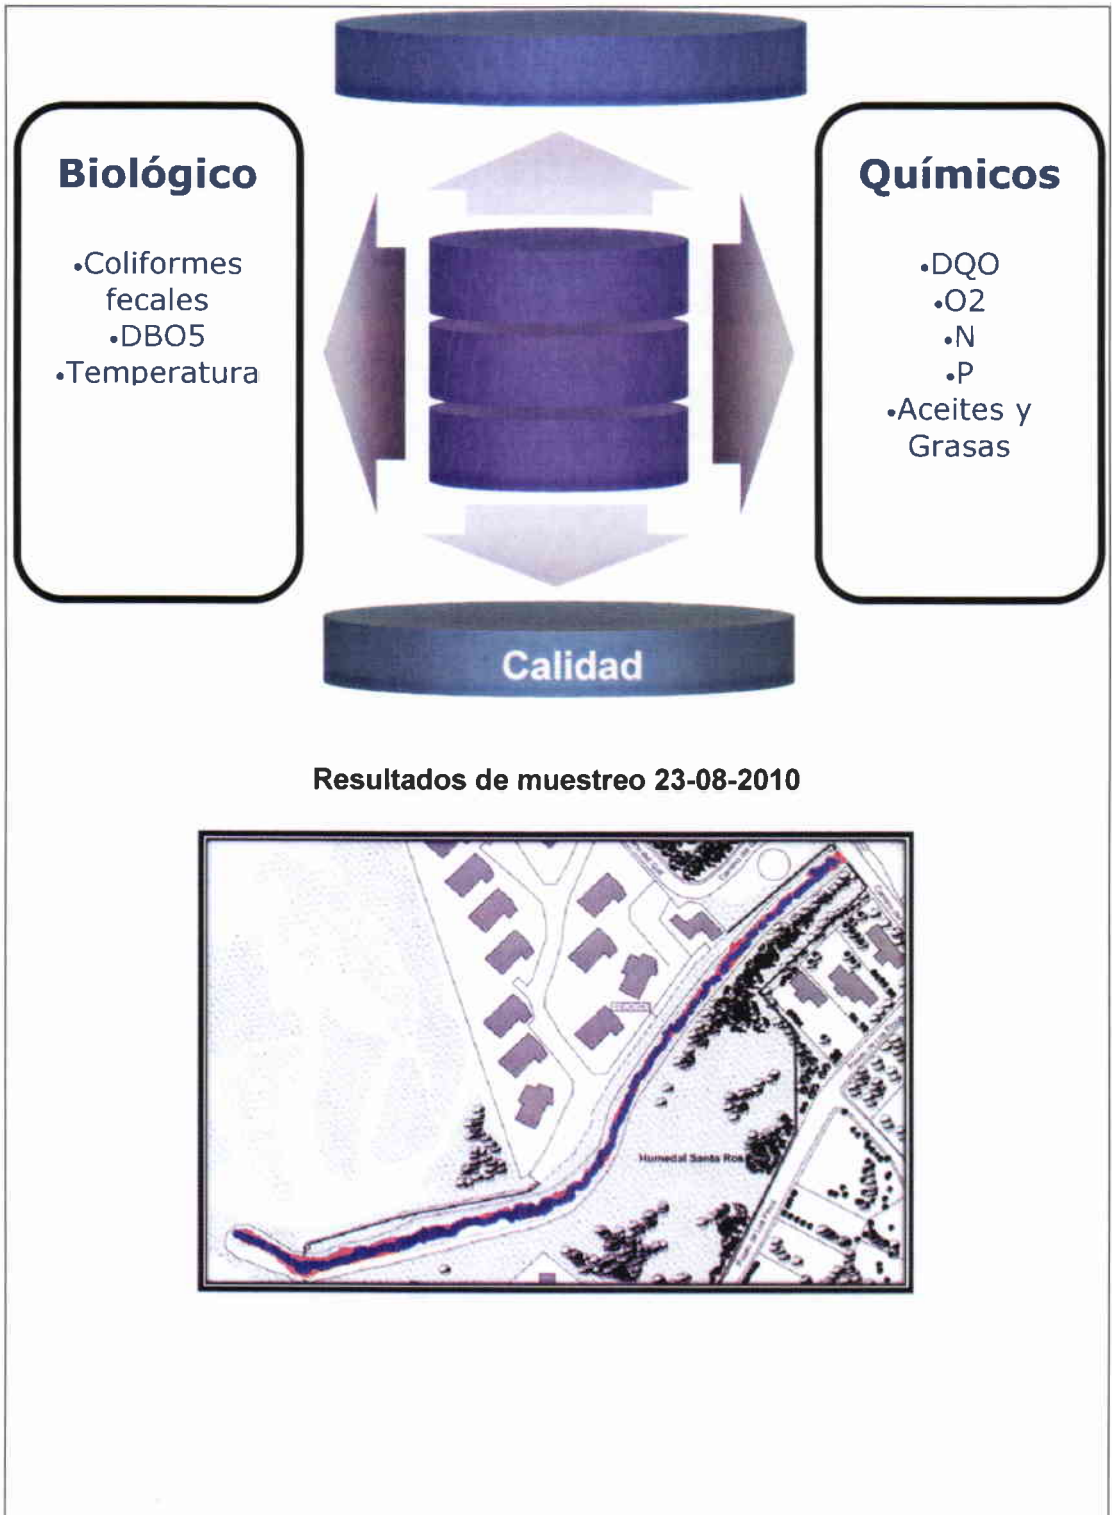 Biológico
•Coliformes
fecales
•DBO5
•Temperatura
Químicos
•DQO
•O2
•N
•P
•Aceites y
Grasas
Calidad
Resultados de muestreo 23-08-2010
Humedal Santa Rosa